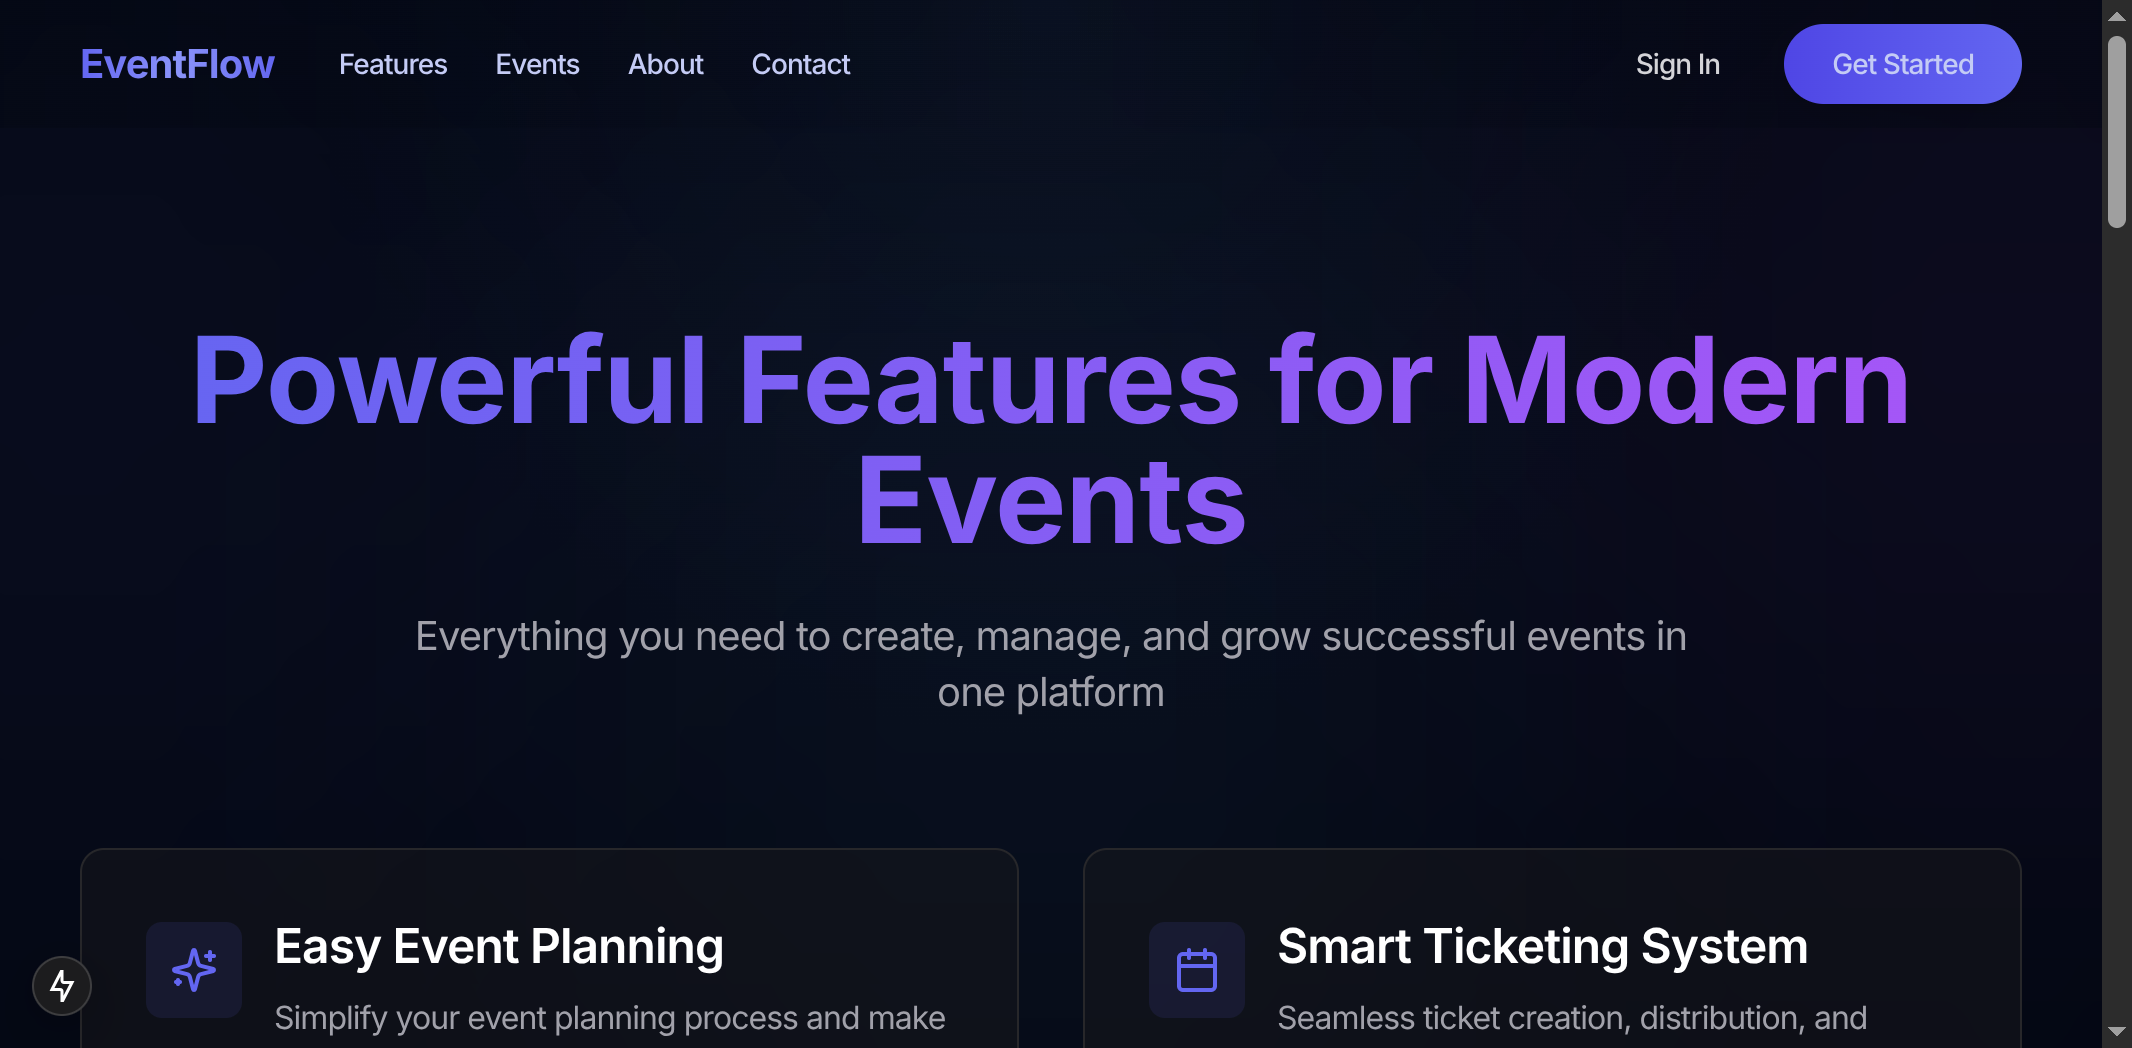 EventFlow Features Events About Contact Sign In Get Started
Powerful Features for Modern
Events
Everything you need to create, manage, and grow successful events in
one platform
Easy Event Planning
Simplify your event planning process and make
Smart Ticketing System
Seamless ticket creation, distribution, and